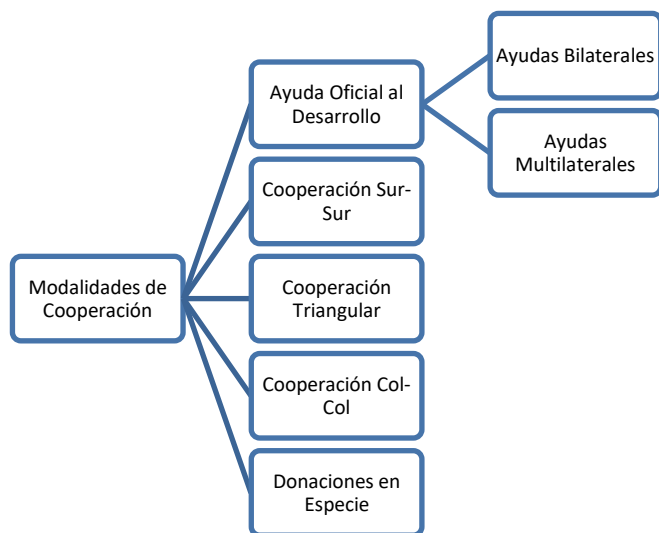 Ayudas Bilaterales
Ayuda Oficial al
Desarrollo
Ayudas
Multilaterales
Cooperación Sur-
Sur
Modalidades de
Cooperación
Cooperación
Triangular
Cooperación Col-
Col
Donaciones en
Especie